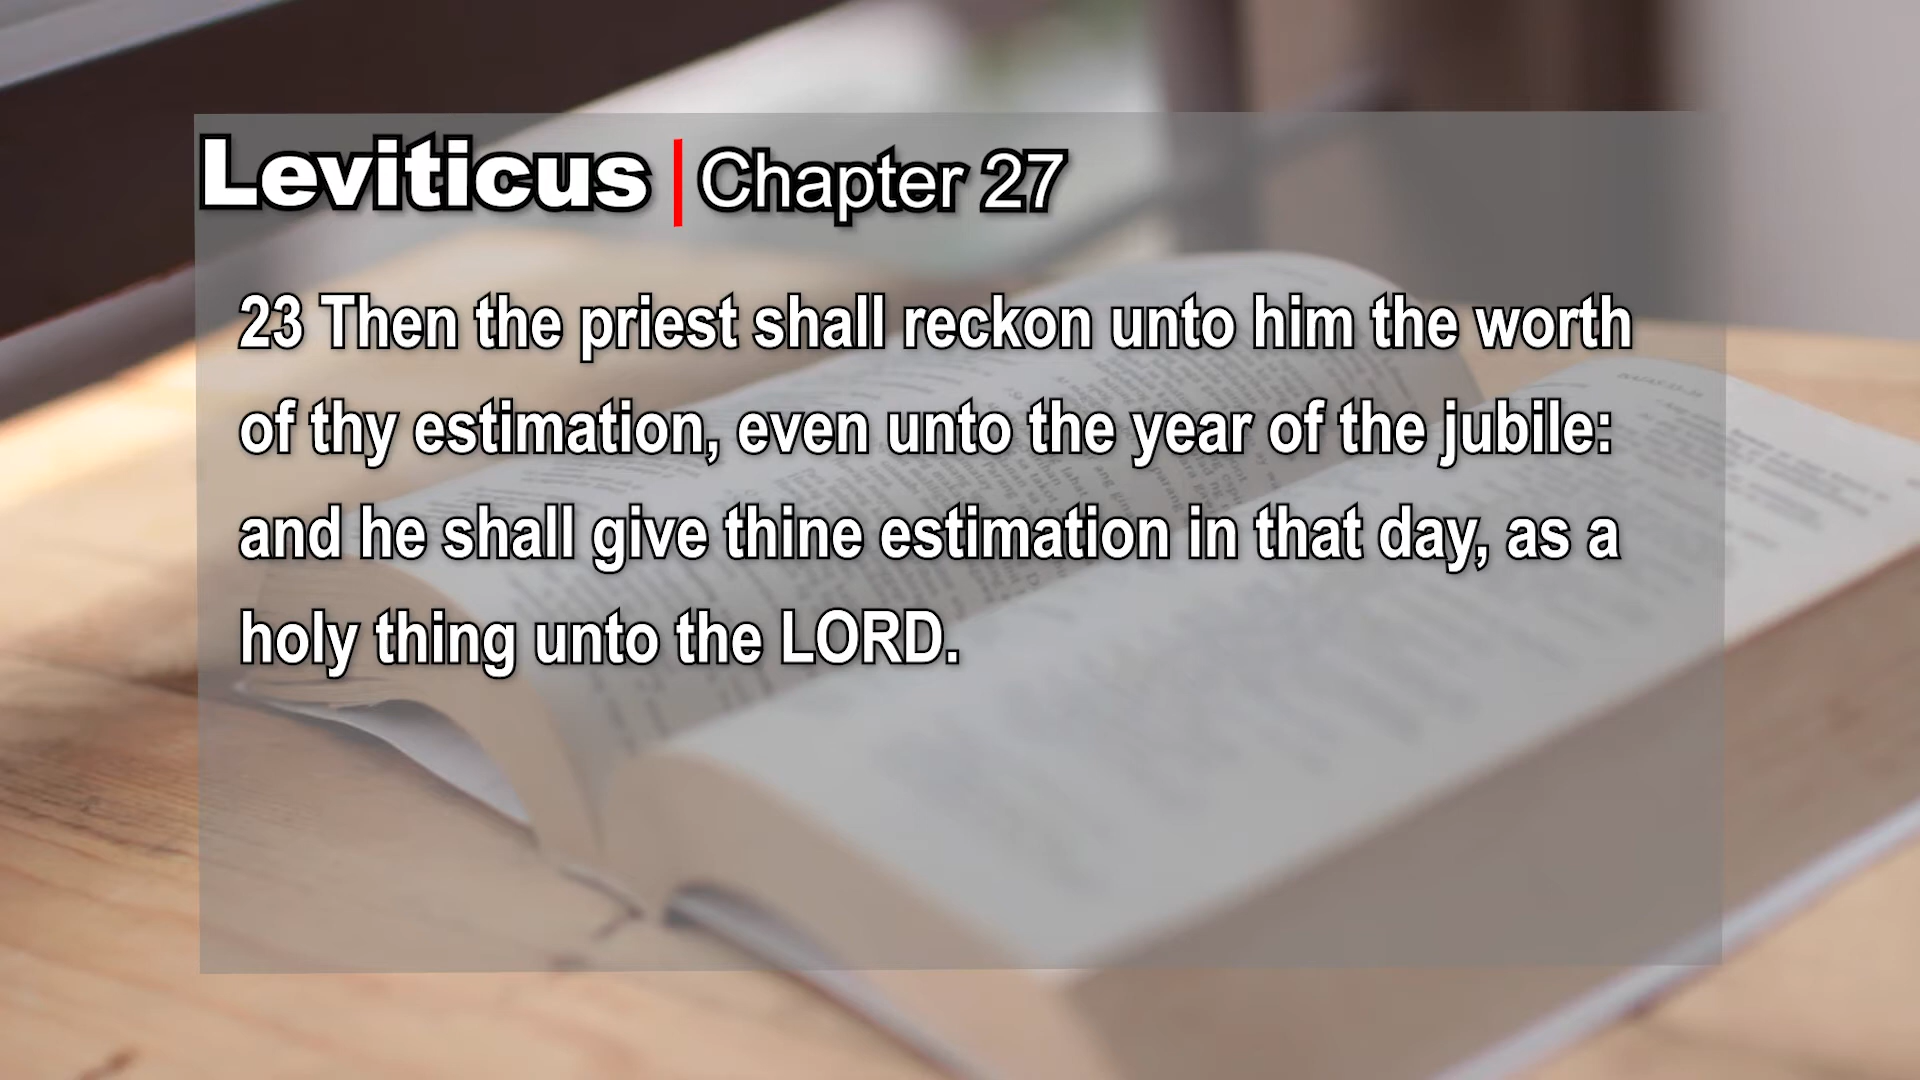 Leviticus | Chapter 27
23 Then the priest shall reckon unto him the worth
of thy estimation, even unto the year of the jubile:
and he shall give thine estimation in that day, as a
holy thing unto the LORD.